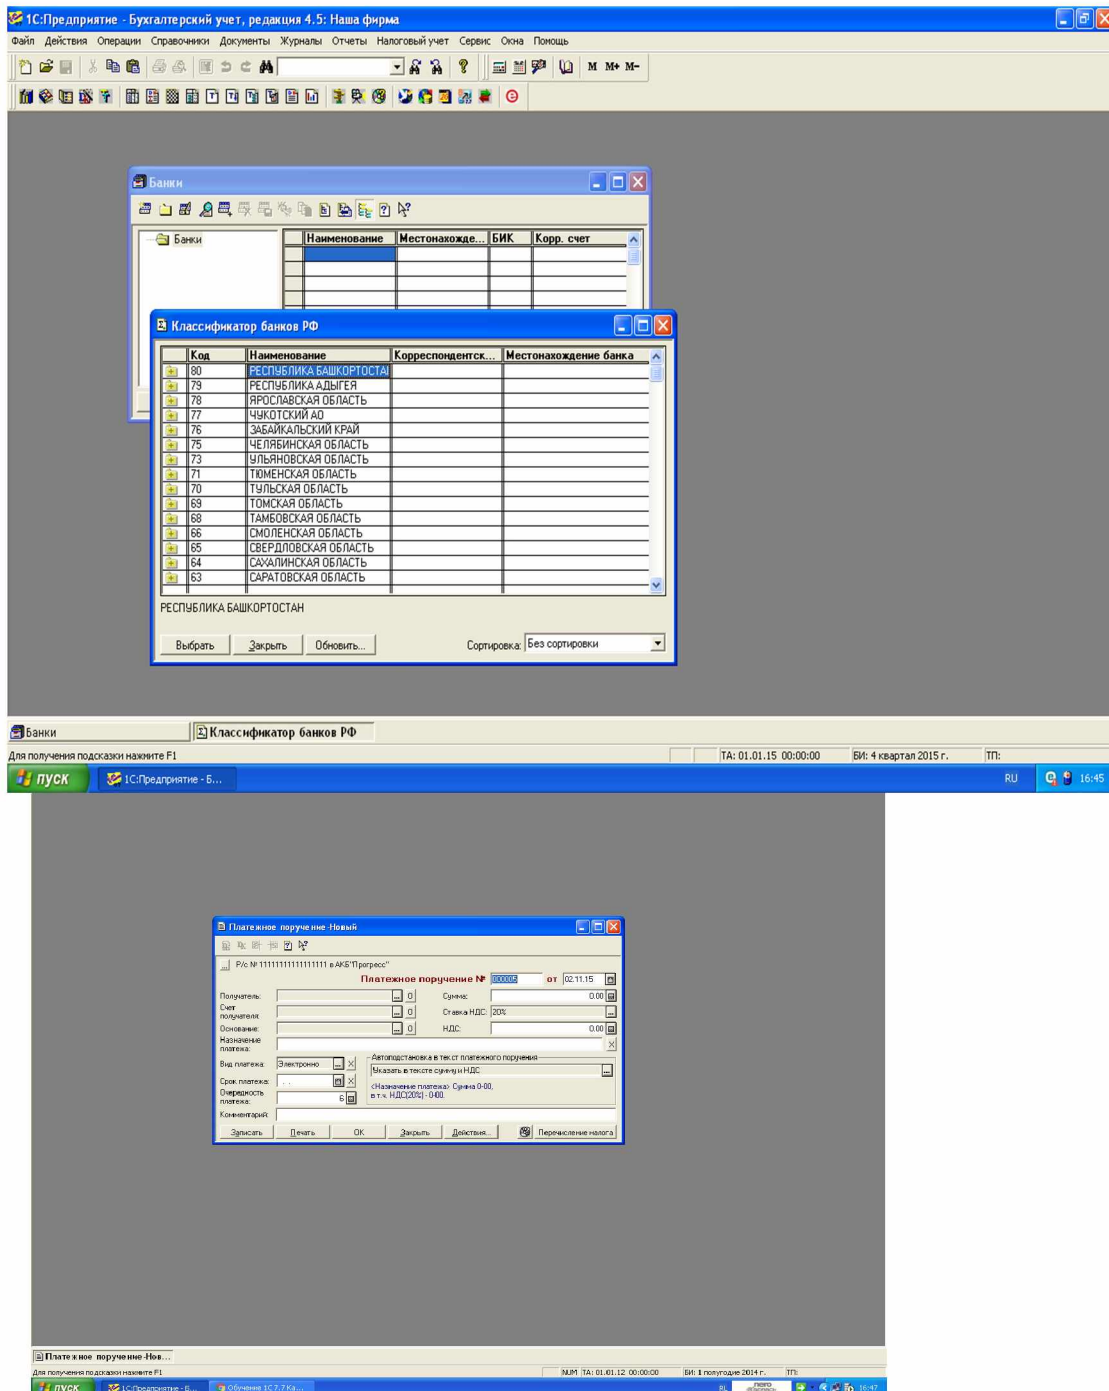 1С:Предприятие - Бухгалтерский учет, редакция 4.5: Наша фирма
Файл Действия Операции Справочники Документы Журналы Отчеты Налоговый учет Сервис Окна Помощь
M M+ M-
Банки
Банки
Наименование Местонахожде... БИК Корр. счет
Классификатор банков РФ
Код Наименование Корреспондентск... Местонахождение банка
80 РЕСПУБЛИКА БАШКОРТОСТАН
79 РЕСПУБЛИКА АДЫГЕЯ
78 ЯРОСЛАВСКАЯ ОБЛАСТЬ
77 ЧУКОТСКИЙ АО
76 ЗАБАЙКАЛЬСКИЙ КРАЙ
75 ЧЕЛЯБИНСКАЯ ОБЛАСТЬ
73 УЛЬЯНОВСКАЯ ОБЛАСТЬ
71 ТЮМЕНСКАЯ ОБЛАСТЬ
70 ТУЛЬСКАЯ ОБЛАСТЬ
69 ТОМСКАЯ ОБЛАСТЬ
68 ТАМБОВСКАЯ ОБЛАСТЬ
66 СМОЛЕНСКАЯ ОБЛАСТЬ
65 СВЕРДЛОВСКАЯ ОБЛАСТЬ
64 САХАЛИНСКАЯ ОБЛАСТЬ
63 САРАТОВСКАЯ ОБЛАСТЬ
РЕСПУБЛИКА БАШКОРТОСТАН
Выбрать Закрыть Обновить... Сортировка: Без сортировки
Банки Классификатор банков РФ
Для получения подсказки нажмите F1 ТА: 01.01.15 00:00:00 БИ: 4 квартал 2015 г. ТП:
пуск 1С:Предприятие - Б... RU 16:45
Платежное поручение-Новый
... Р/с № 11111111111111111 в АКБ"Прогресс"
Платежное поручение № 000005 от 02.11.15
Получатель: ... 0 Сумма: 0.00
Счет получателя: ... 0 Ставка НДС: 20% ...
Основание: ... 0 НДС: 0.00
Назначение платежа: X
Вид платежа: Электронно ... X Автоподстановка в текст платежного поручения
Указать в тексте сумму и НДС ...
Срок платежа: . . X
<Назначение платежа> Сумма 0-00,
в т.ч. НДС(20%) - 0-00.
Очередность платежа: 6
Комментарий:
Записать Печать OK Закрыть Действия... Перечисление налога
Платежное поручение-Нов...
Для получения подсказки нажмите F1 NUM ТА: 01.01.12 00:00:00 БИ: 1 полугодие 2014 г. ТП:
пуск 1С:Предприятие - Б... Обучение 1С 7.7 Ка... 16:47